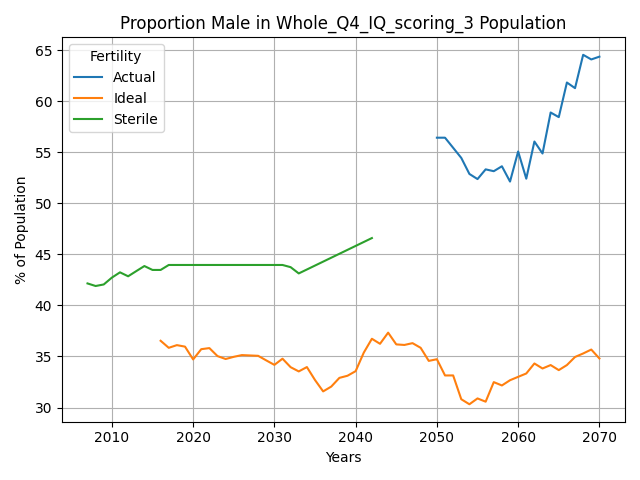 Proportion Male in Whole_Q4_IQ_scoring_3 Population
Fertility
Actual
Ideal
Sterile
% of Population
65
60
55
50
45
40
35
30
2010
2020
2030
2040
2050
2060
2070
Years